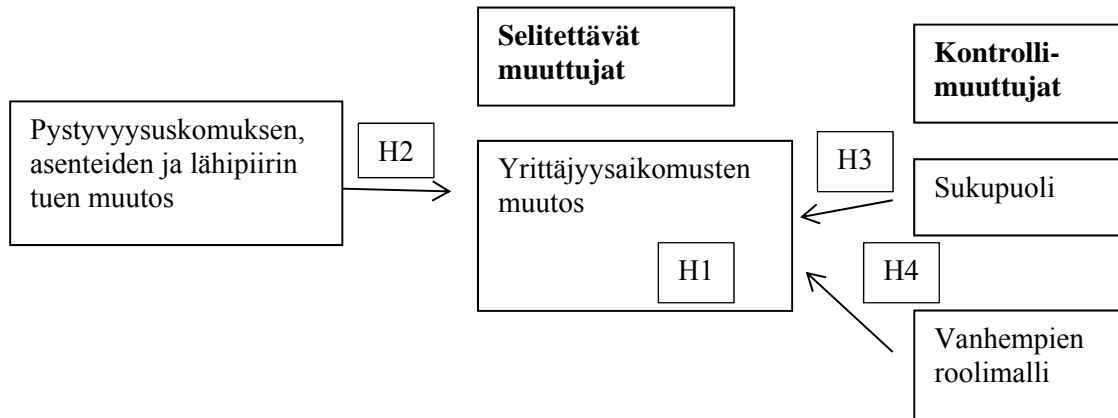 Selitettävät
muuttujat
Kontrolli-
muuttujat
Pystyvyysuskomuksen,
asenteiden ja lähipiirin
tuen muutos
H2
Yrittäjyysaikomusten
muutos
H1
H3
Sukupuoli
H4
Vanhempien
roolimalli